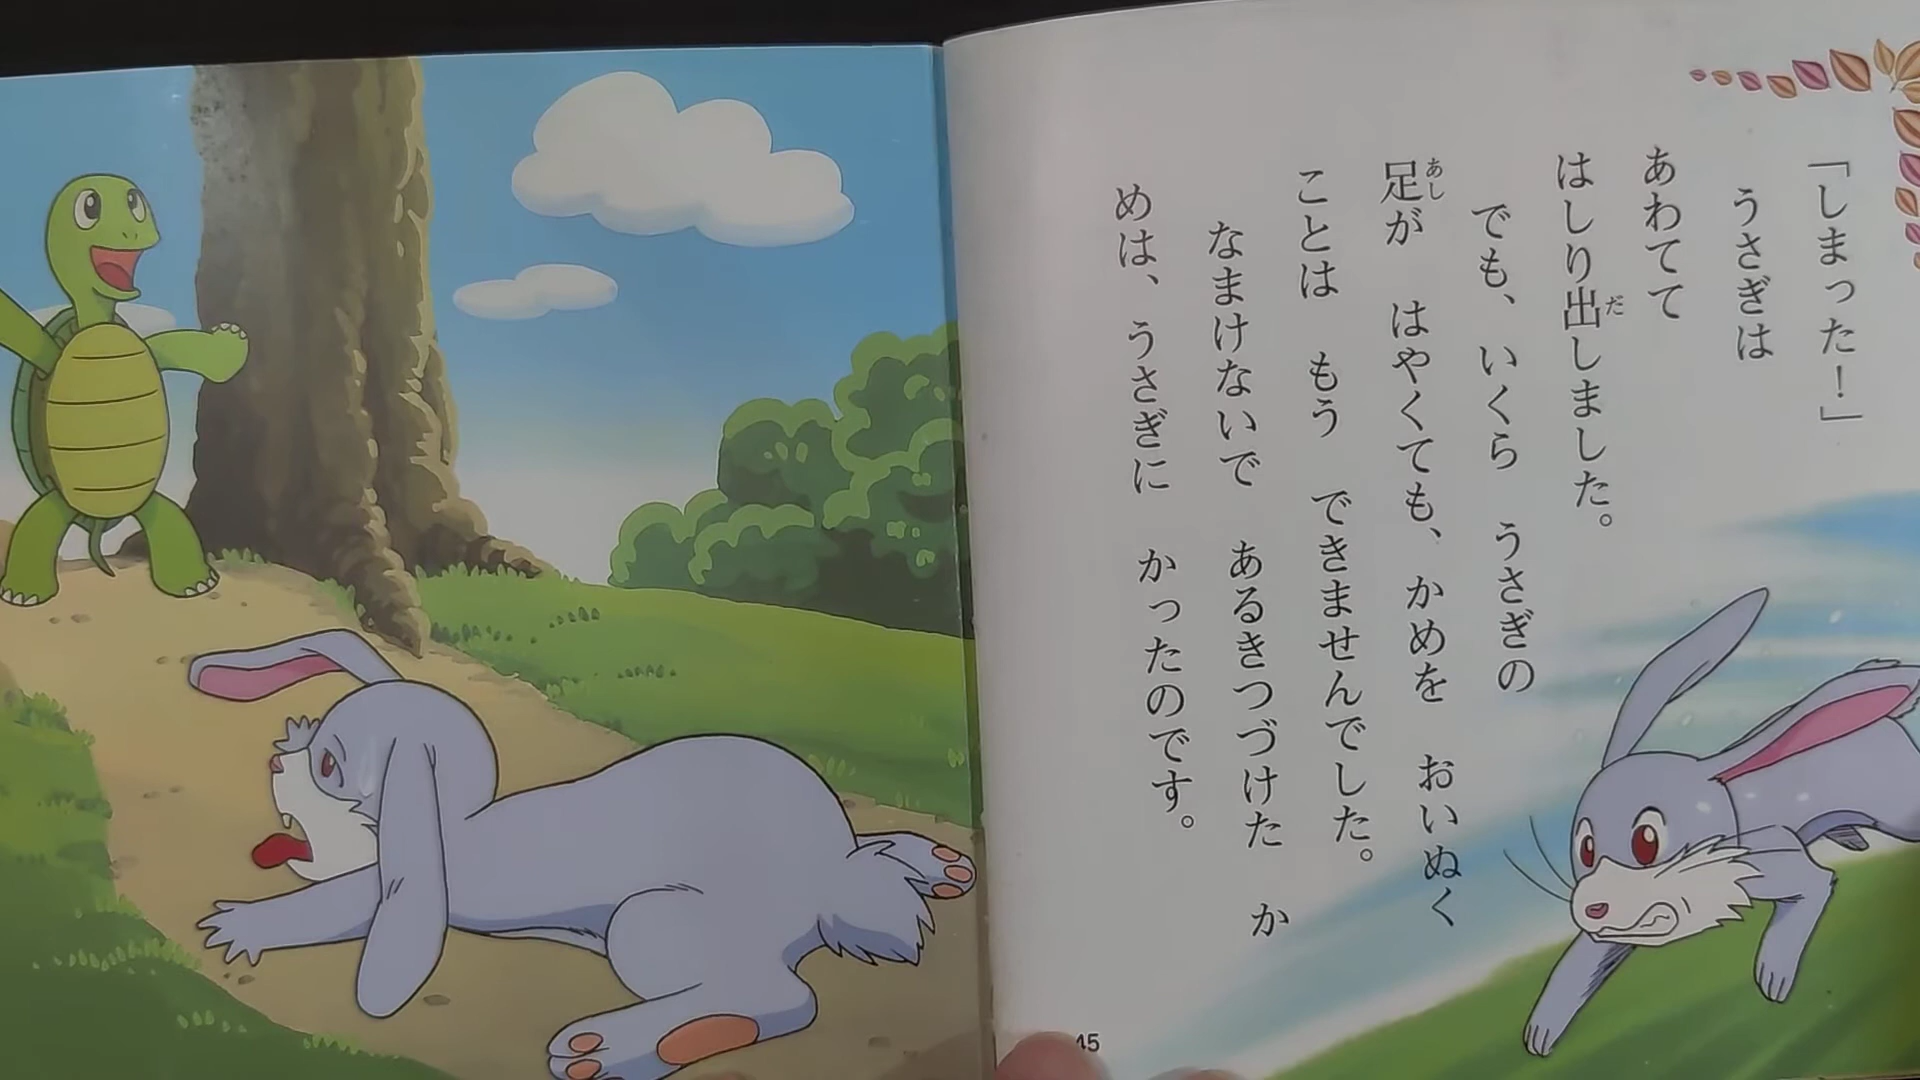 「しまった！」
うさぎは
あわてて
はしり出しました。
でも、いくら うさぎの
足が はやくても、かめを おいぬく
ことは もう できませんでした。
なまけないで あるきつづけた か
めは、うさぎに かったのです。
だ
あし
45